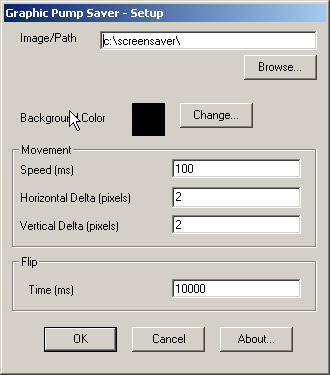 Graphic Pump Saver - Setup
Image/Path c:\screensaver\
Browse...
Background Color Change...
Movement
Speed (ms) 100
Horizontal Delta (pixels) 2
Vertical Delta (pixels) 2
Flip
Time (ms) 10000
OK Cancel About...